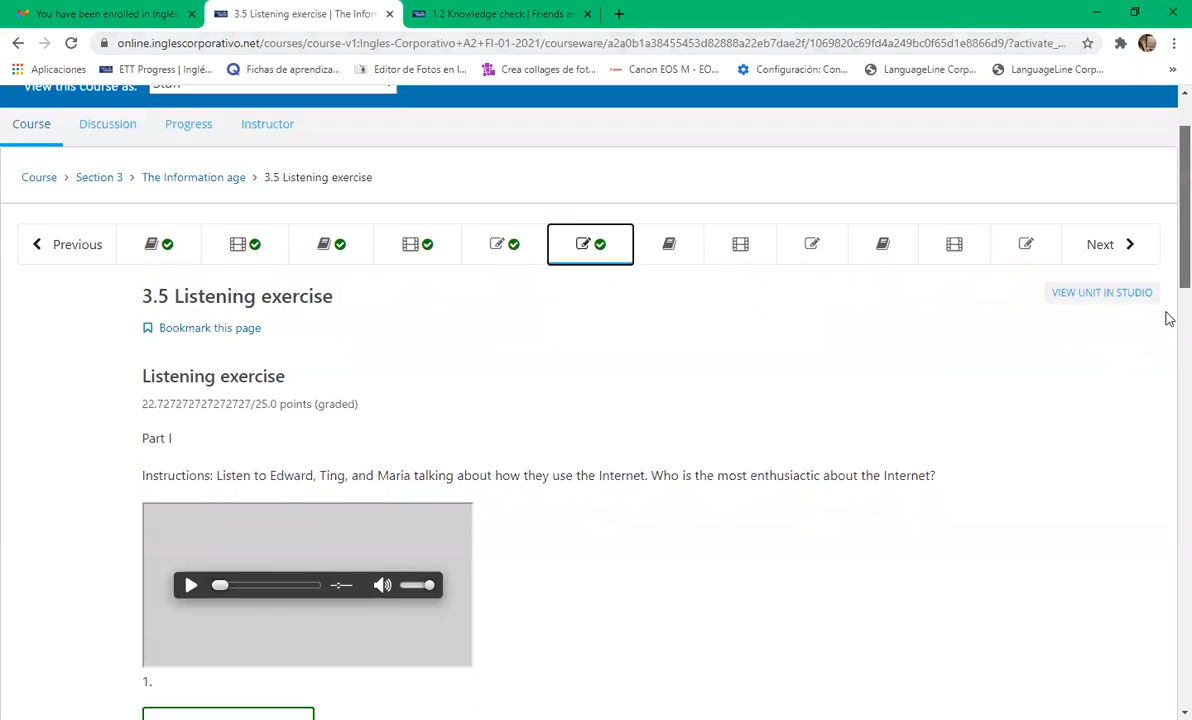 You have been enrolled in Inglés
3.5 Listening exercise | The Infor
1.2 Knowledge check | Friends a
online.inglescorporativo.net/courses/course-v1:Ingles-Corporativo+A2+FI-01-2021/courseware/a2a0b1a38455453d82888a22eb7dae2f/1069820c69fd4a249bc0f65d1e8866d9/?activate_...
Aplicaciones
ETT Progress | Inglé...
Fichas de aprendiza...
Editor de Fotos en l...
Crea collages de fot...
Canon EOS M - EO...
Configuración: Con...
LanguageLine Corp...
LanguageLine Corp...
»
View this course as:
Staff
Course
Discussion
Progress
Instructor
Course > Section 3 > The Information age > 3.5 Listening exercise
Previous
Next
3.5 Listening exercise
VIEW UNIT IN STUDIO
Bookmark this page
Listening exercise
22.727272727272727/25.0 points (graded)
Part I
Instructions: Listen to Edward, Ting, and Maria talking about how they use the Internet. Who is the most enthusiactic about the Internet?
1.